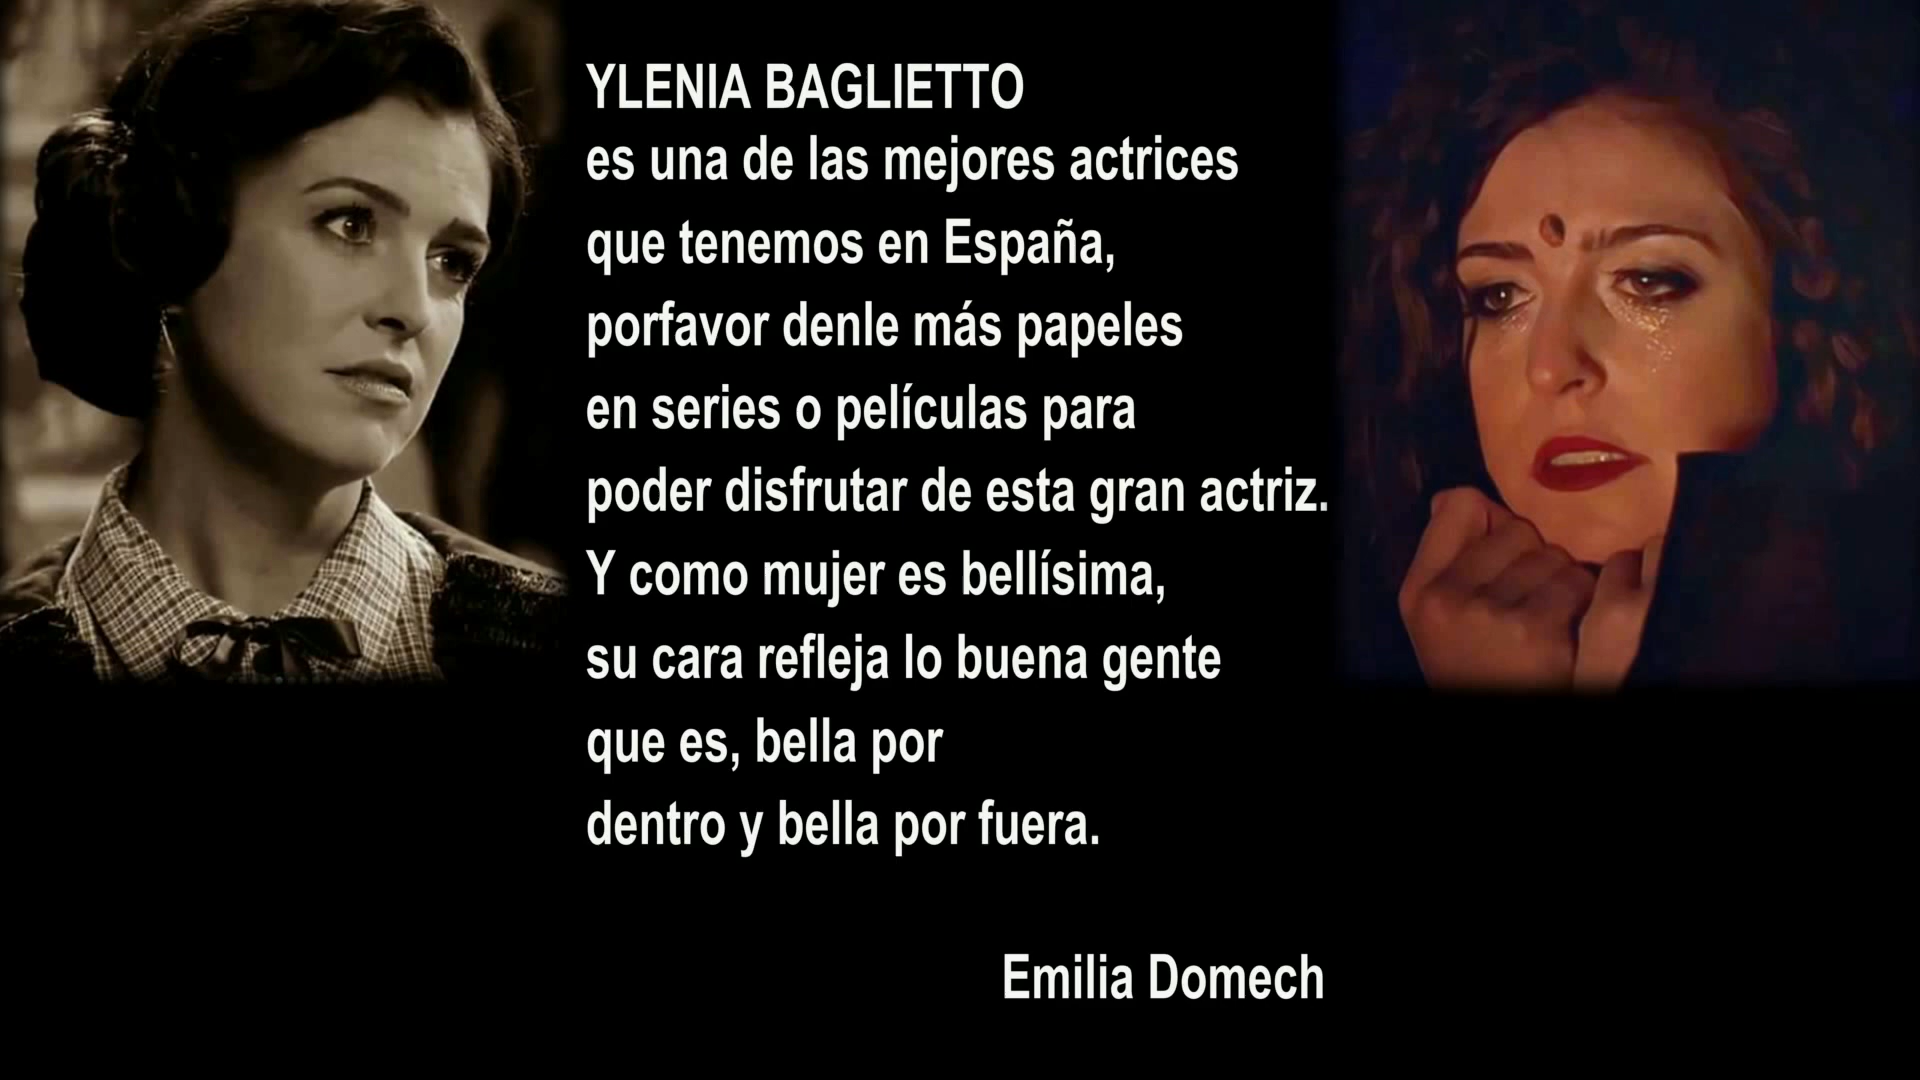 YLENIA BAGLIETTO
es una de las mejores actrices
que tenemos en España,
porfavor denle más papeles
en series o películas para
poder disfrutar de esta gran actriz.
Y como mujer es bellísima,
su cara refleja lo buena gente
que es, bella por
dentro y bella por fuera.
Emilia Domech